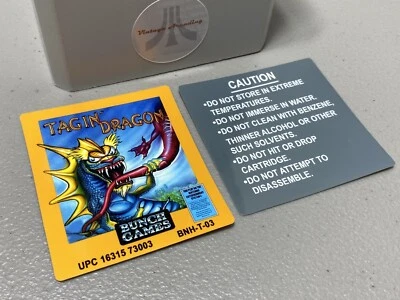 Vintage Arcading
TAGIN' DRAGON
BUNCH
GAMES
UPC 16315 73003
BNH-T-03
CAUTION
•DO NOT STORE IN EXTREME
TEMPERATURES.
•DO NOT IMMERSE IN WATER.
•DO NOT CLEAN WITH BENZENE,
THINNER ALCOHOL OR OTHER
SUCH SOLVENTS.
•DO NOT HIT OR DROP
CARTRIDGE.
•DO NOT ATTEMPT TO
DISASSEMBLE.